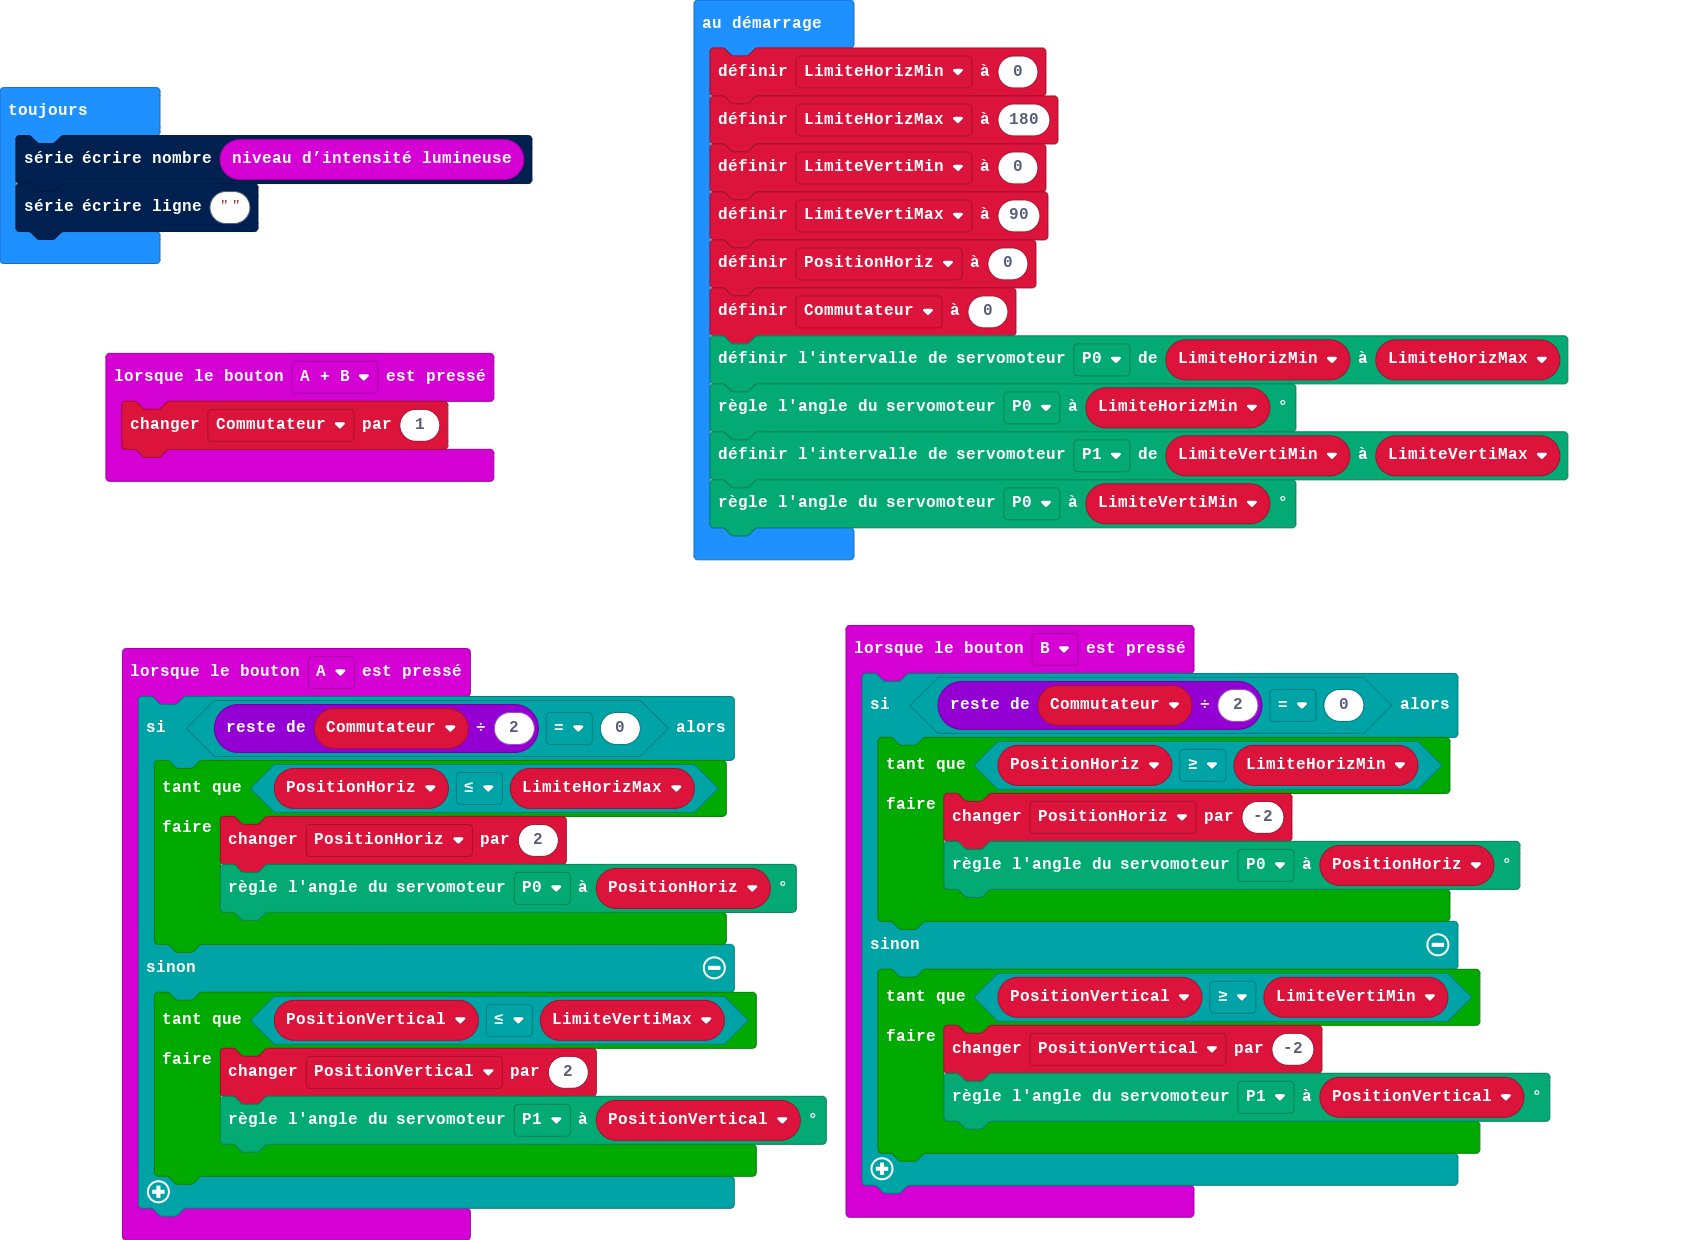 au démarrage
définir LimiteHorizMin à 0
définir LimiteHorizMax à 180
définir LimiteVertiMin à 0
définir LimiteVertiMax à 90
définir PositionHoriz à 0
définir Commutateur à 0
définir l'intervalle de servomoteur P0 de LimiteHorizMin à LimiteHorizMax
règle l'angle du servomoteur P0 à LimiteHorizMin °
définir l'intervalle de servomoteur P1 de LimiteVertiMin à LimiteVertiMax
règle l'angle du servomoteur P0 à LimiteVertiMin °
toujours
série écrire nombre niveau d’intensité lumineuse
série écrire ligne " "
lorsque le bouton A + B est pressé
changer Commutateur par 1
lorsque le bouton A est pressé
si reste de Commutateur ÷ 2 = 0 alors
tant que PositionHoriz ≤ LimiteHorizMax
faire
changer PositionHoriz par 2
règle l'angle du servomoteur P0 à PositionHoriz °
sinon
tant que PositionVertical ≤ LimiteVertiMax
faire
changer PositionVertical par 2
règle l'angle du servomoteur P1 à PositionVertical °
lorsque le bouton B est pressé
si reste de Commutateur ÷ 2 = 0 alors
tant que PositionHoriz ≥ LimiteHorizMin
faire
changer PositionHoriz par -2
règle l'angle du servomoteur P0 à PositionHoriz °
sinon
tant que PositionVertical ≥ LimiteVertiMin
faire
changer PositionVertical par -2
règle l'angle du servomoteur P1 à PositionVertical °